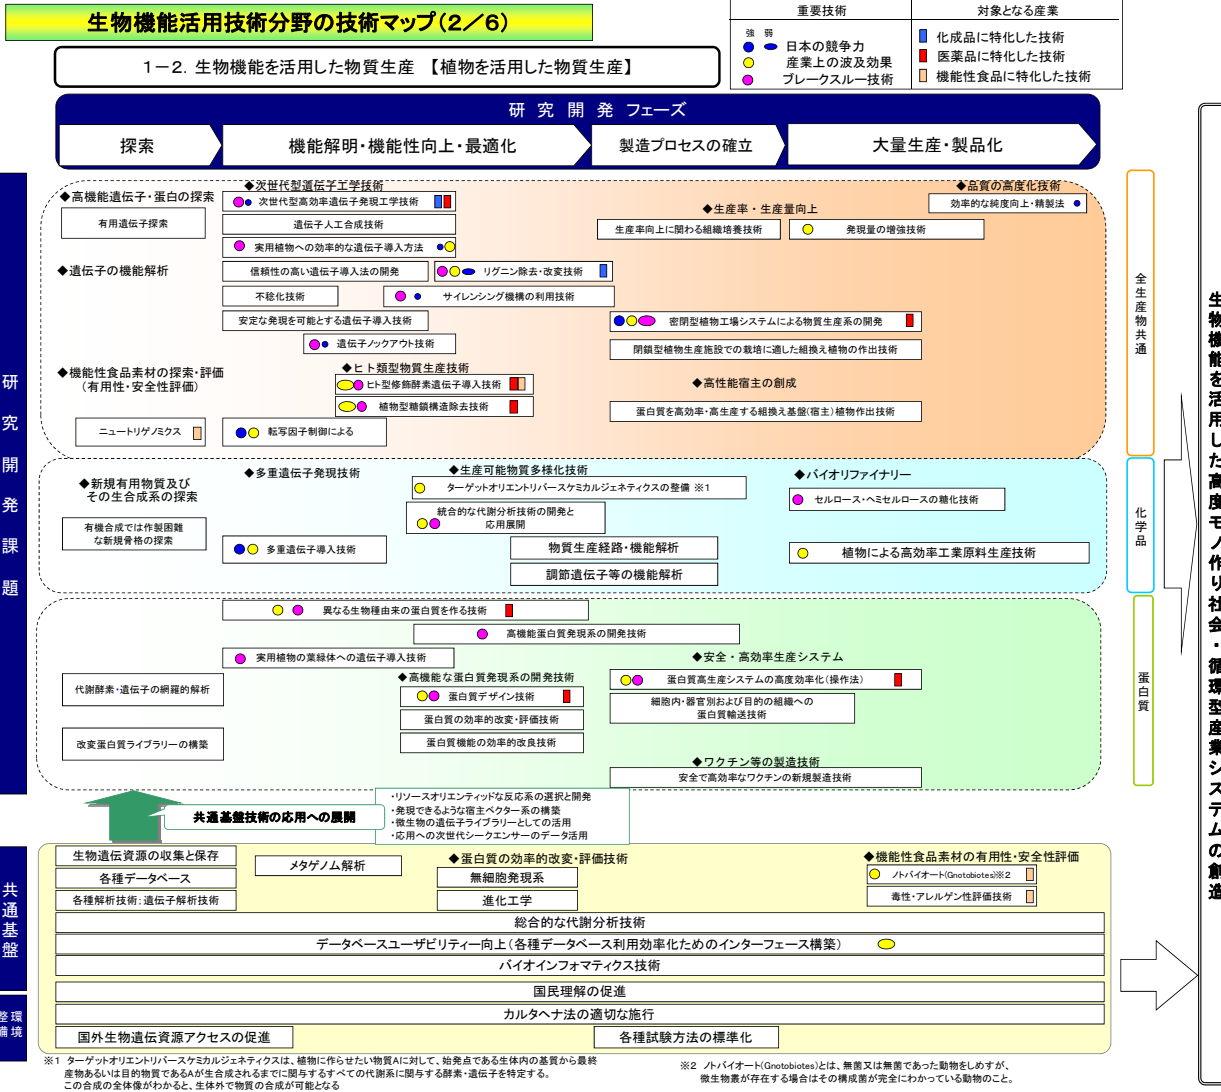 生物機能活用技術分野の技術マップ(2/6)
1-2. 生物機能を活用した物質生産 【植物を活用した物質生産】
重要技術
対象となる産業
強 弱
日本の競争力
産業上の波及効果
ブレークスルー技術
化成品に特化した技術
医薬品に特化した技術
機能性食品に特化した技術
研 究 開 発 フェーズ
探索
機能解明・機能性向上・最適化
製造プロセスの確立
大量生産・製品化
研究開発課題
◆高機能遺伝子・蛋白の探索
有用遺伝子探索
◆遺伝子の機能解析
◆機能性食品素材の探索・評価
(有用性・安全性評価)
ニュートリゲノミクス
◆次世代型遺伝子工学技術
次世代型高効率遺伝子発現工学技術
遺伝子人工合成技術
実用植物への効率的な遺伝子導入方法
信頼性の高い遺伝子導入法の開発
リグニン除去・改変技術
不稔化技術
サイレンシング機構の利用技術
安定な発現を可能とする遺伝子導入技術
遺伝子ノックアウト技術
◆ヒト類型物質生産技術
ヒト型修飾酵素遺伝子導入技術
植物型糖鎖構造除去技術
転写因子制御による
◆生産率・生産量向上
生産率向上に関わる組織培養技術
発現量の増強技術
◆品質の高度化技術
効率的な純度向上・精製法
密閉型植物工場システムによる物質生産系の開発
閉鎖型植物生産施設での栽培に適した組換え植物の作出技術
◆高性能宿主の創成
蛋白質を高効率・高生産する組換え基盤(宿主)植物作出技術
全生産物共通
◆新規有用物質及び
その生合成系の探索
有機合成では作製困難
な新規骨格の探索
◆多重遺伝子発現技術
多重遺伝子導入技術
◆生産可能物質多様化技術
ターゲットオリエントリバースケミカルジェネティクスの整備 ※1
統合的な代謝分析技術の開発と
応用展開
物質生産経路・機能解析
調節遺伝子等の機能解析
◆バイオリファイナリー
セルロース・ヘミセルロースの糖化技術
植物による高効率工業原料生産技術
化学品
異なる生物種由来の蛋白質を作る技術
高機能蛋白質発現系の開発技術
実用植物の葉緑体への遺伝子導入技術
代謝酵素・遺伝子の網羅的解析
改変蛋白質ライブラリーの構築
◆高機能な蛋白質発現系の開発技術
蛋白質デザイン技術
蛋白質の効率的改変・評価技術
蛋白質機能の効率的改良技術
◆安全・高効率生産システム
蛋白質高生産システムの高度効率化(操作法)
細胞内・器官別および目的の組織への
蛋白質輸送技術
◆ワクチン等の製造技術
安全で高効率なワクチンの新規製造技術
蛋白質
共通基盤技術の応用への展開
・リソースオリエンティッドな反応系の選択と開発
・発現できるような宿主ベクター系の構築
・微生物の遺伝子ライブラリーとしての活用
・応用への次世代シークエンサーのデータ活用
共通基盤
生物遺伝資源の収集と保存
各種データベース
各種解析技術;遺伝子解析技術
メタゲノム解析
◆蛋白質の効率的改変・評価技術
無細胞発現系
進化工学
◆機能性食品素材の有用性・安全性評価
ノトバイオート(Gnotobiotes)※2
毒性・アレルゲン性評価技術
総合的な代謝分析技術
データベースユーザビリティー向上(各種データベース利用効率化ためのインターフェース構築)
バイオインフォマティクス技術
環境
整備
国民理解の促進
カルタヘナ法の適切な施行
国外生物遺伝資源アクセスの促進
各種試験方法の標準化
生物機能を活用した高度モノ作り社会・循環型産業システムの創造
※1 ターゲットオリエントリバースケミカルジェネティクスは、植物に作らせたい物質Aに対して、始発点である生体内の基質から最終
産物あるいは目的物質であるAが生合成されるまでに関与するすべての代謝系に関与する酵素・遺伝子を特定する。
この合成の全体像がわかると、生体外で物質の合成が可能となる
※2 ノトバイオート(Gnotobiotes)とは、無菌又は無菌であった動物をしめすが、
微生物叢が存在する場合はその構成菌が完全にわかっている動物のこと。